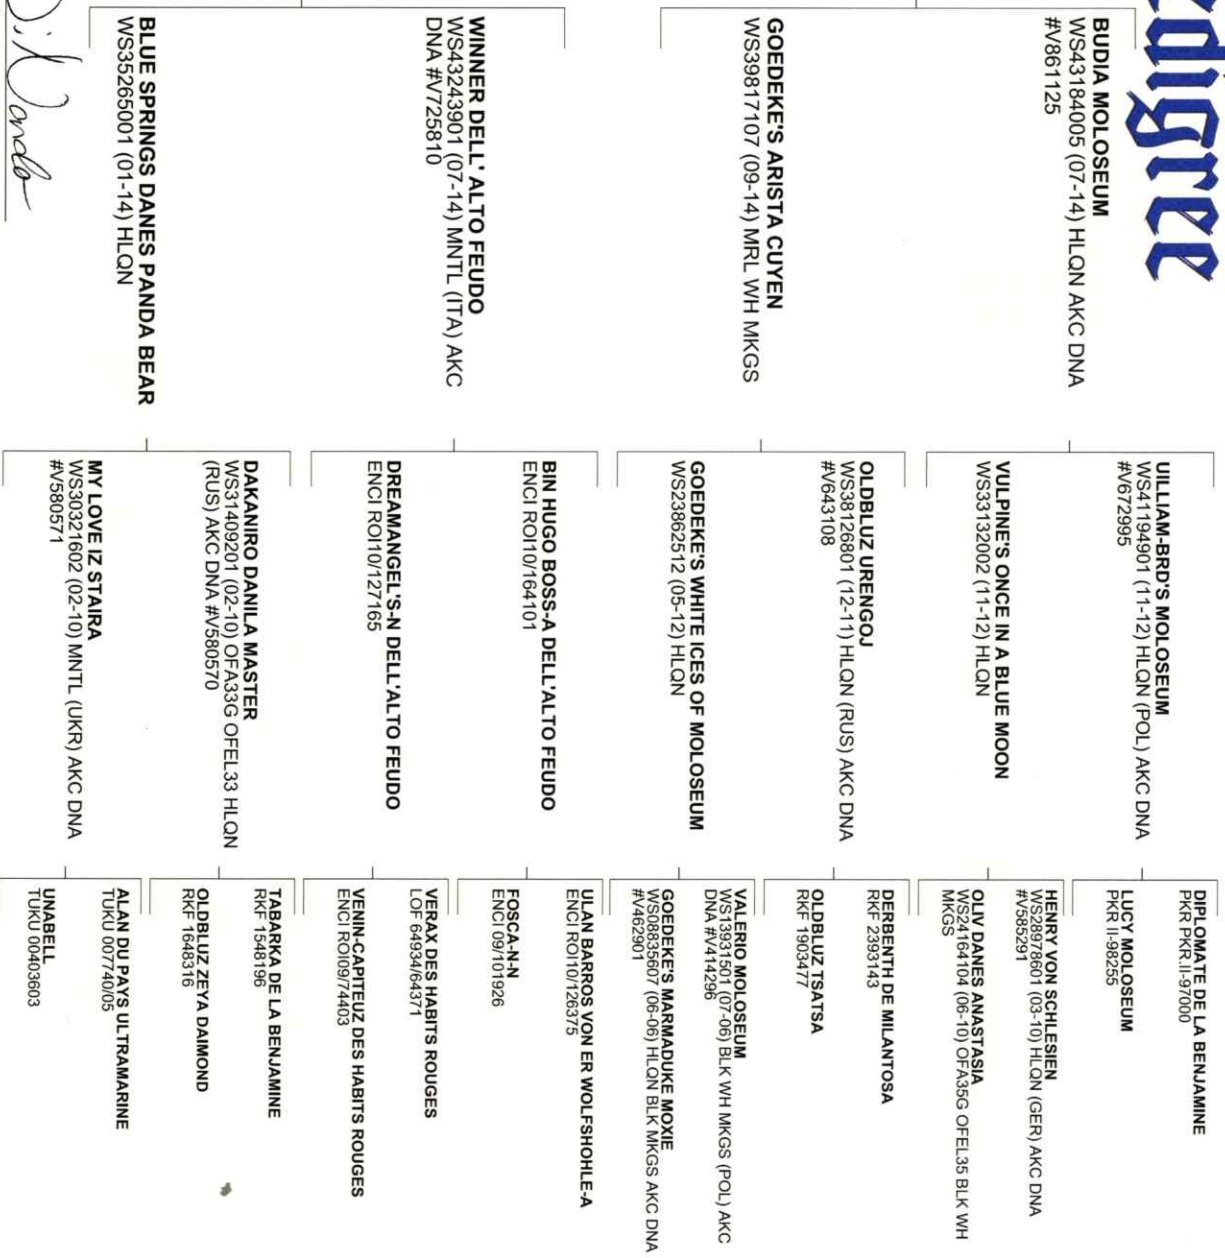 BUDIA MOLOSEUM
WS43184005 (07-14) HLQN AKC DNA
#V861125
GOEDEKE'S ARISTA CUYEN
WS39817107 (09-14) MRL WH MKGS
WINNER DELL' ALTO FEUDO
WS43243901 (07-14) MNTL (ITA) AKC
DNA #V725810
BLUE SPRINGS DANES PANDA BEAR
WS35265001 (01-14) HLQN
UILLIAM-BRD'S MOLOSEUM
WS41194901 (11-12) HLQN (POL) AKC DNA
#V672995
VULPINE'S ONCE IN A BLUE MOON
WS33132002 (11-12) HLQN
OLDBLUZ URENGOJ
WS38126801 (12-11) HLQN (RUS) AKC DNA
#V643108
GOEDEKE'S WHITE ICES OF MOLOSEUM
WS23862512 (05-12) HLQN
BIN HUGO BOSS-A DELL'ALTO FEUDO
ENCI ROI10/164101
DREAMANGEL'S-N DELL'ALTO FEUDO
ENCI ROI10/127165
DAKANIRO DANILA MASTER
WS31409201 (02-10) OFA33G OFEL33 HLQN
(RUS) AKC DNA #V580570
MY LOVE IZ STAIRA
WS30321602 (02-10) MNTL (UKR) AKC DNA
#V580571
DIPLOMATE DE LA BENJAMINE
PKR PKR.II-97000
LUCY MOLOSEUM
PKR II-98255
HENRY VON SCHLESIEN
WS28978601 (03-10) HLQN (GER) AKC DNA
#V585291
OLIV DANES ANASTASIA
WS24164104 (06-10) OFA35G OFEL35 BLK WH
MKGS
DERBENTH DE MILANTOSA
RKF 2393143
OLDBLUZ TSATSA
RKF 1903477
VALERIO MOLOSEUM
WS13931501 (07-06) BLK WH MKGS (POL) AKC
DNA #V414296
GOEDEKE'S MARMADUKE MOXIE
WS08835607 (06-06) HLQN BLK MKGS AKC DNA
#V462901
ULAN BARROS VON ER WOLFSHOHLE-A
ENCI ROI10/126375
FOSCA-N-N
ENCI 09/101926
VERAX DES HABITS ROUGES
LOF 64934/64371
VENIN-CAPITEUZ DES HABITS ROUGES
ENCI ROI09/74403
TABARKA DE LA BENJAMINE
RKF 1548196
OLDBLUZ ZEYA DAIMOND
RKF 1648316
ALAN DU PAYS ULTRAMARINE
TUKU 007740/05
UNABELL
TUKU 00403603